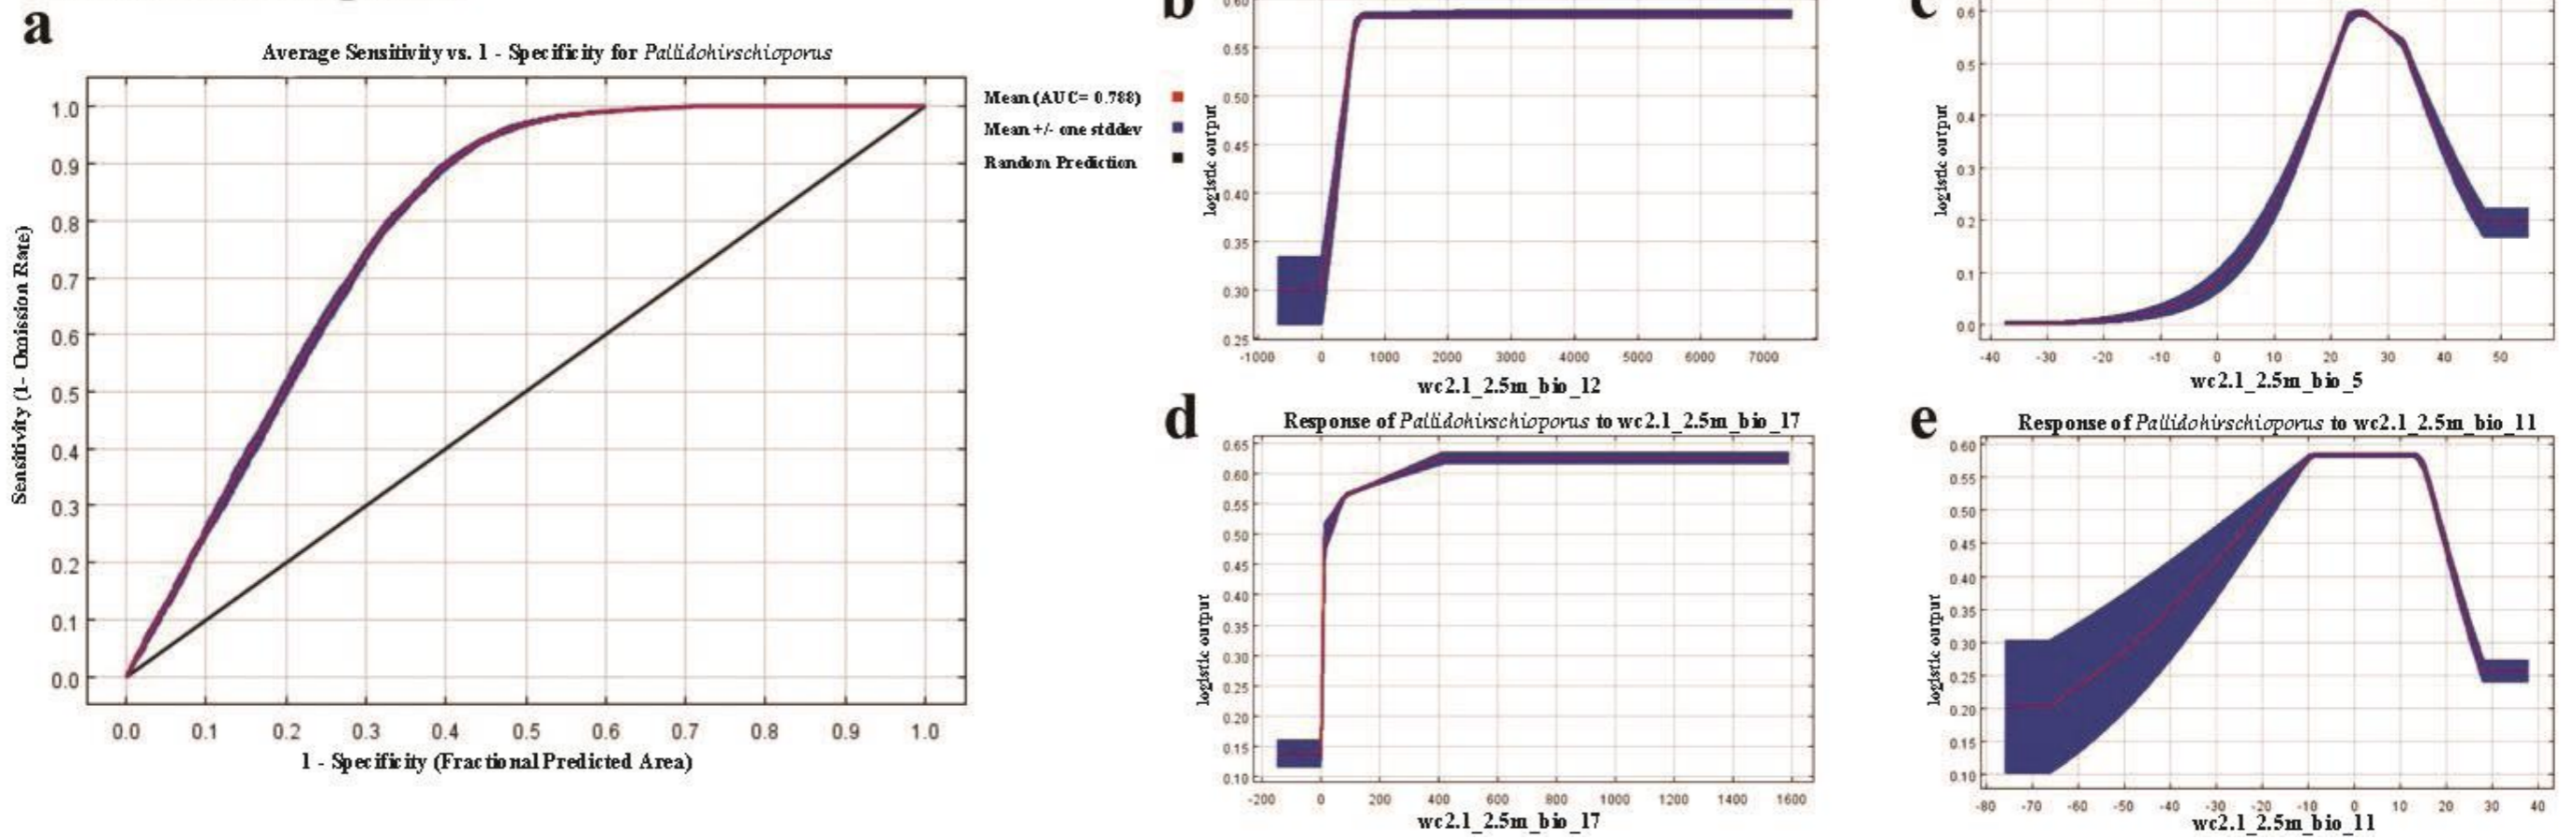 a
Average Sensitivity vs. 1 - Specificity for Pallidohirschioporus
1.0
0.9
0.8
0.7
0.6
0.5
0.4
0.3
0.2
0.1
0.0
Sensitivity (1- Omission Rate)
0.0 0.1 0.2 0.3 0.4 0.5 0.6 0.7 0.8 0.9 1.0
1 - Specificity (Fractional Predicted Area)
Mean (AUC= 0.788)
Mean +/- one stddev
Random Prediction
b
0.60
0.55
0.50
0.45
0.40
0.35
0.30
0.25
logistic output
-1000 0 1000 2000 3000 4000 5000 6000 7000
wc2.1_2.5m_bio_12
c
0.6
0.5
0.4
0.3
0.2
0.1
0.0
logistic output
-40 -30 -20 -10 0 10 20 30 40 50
wc2.1_2.5m_bio_5
d
Response of Pallidohirschioporus to wc2.1_2.5m_bio_17
0.65
0.60
0.55
0.50
0.45
0.40
0.35
0.30
0.25
0.20
0.15
0.10
logistic output
-200 0 200 400 600 800 1000 1200 1400 1600
wc2.1_2.5m_bio_17
e
Response of Pallidohirschioporus to wc2.1_2.5m_bio_11
0.60
0.55
0.50
0.45
0.40
0.35
0.30
0.25
0.20
0.15
0.10
logistic output
-80 -70 -60 -50 -40 -30 -20 -10 0 10 20 30 40
wc2.1_2.5m_bio_11